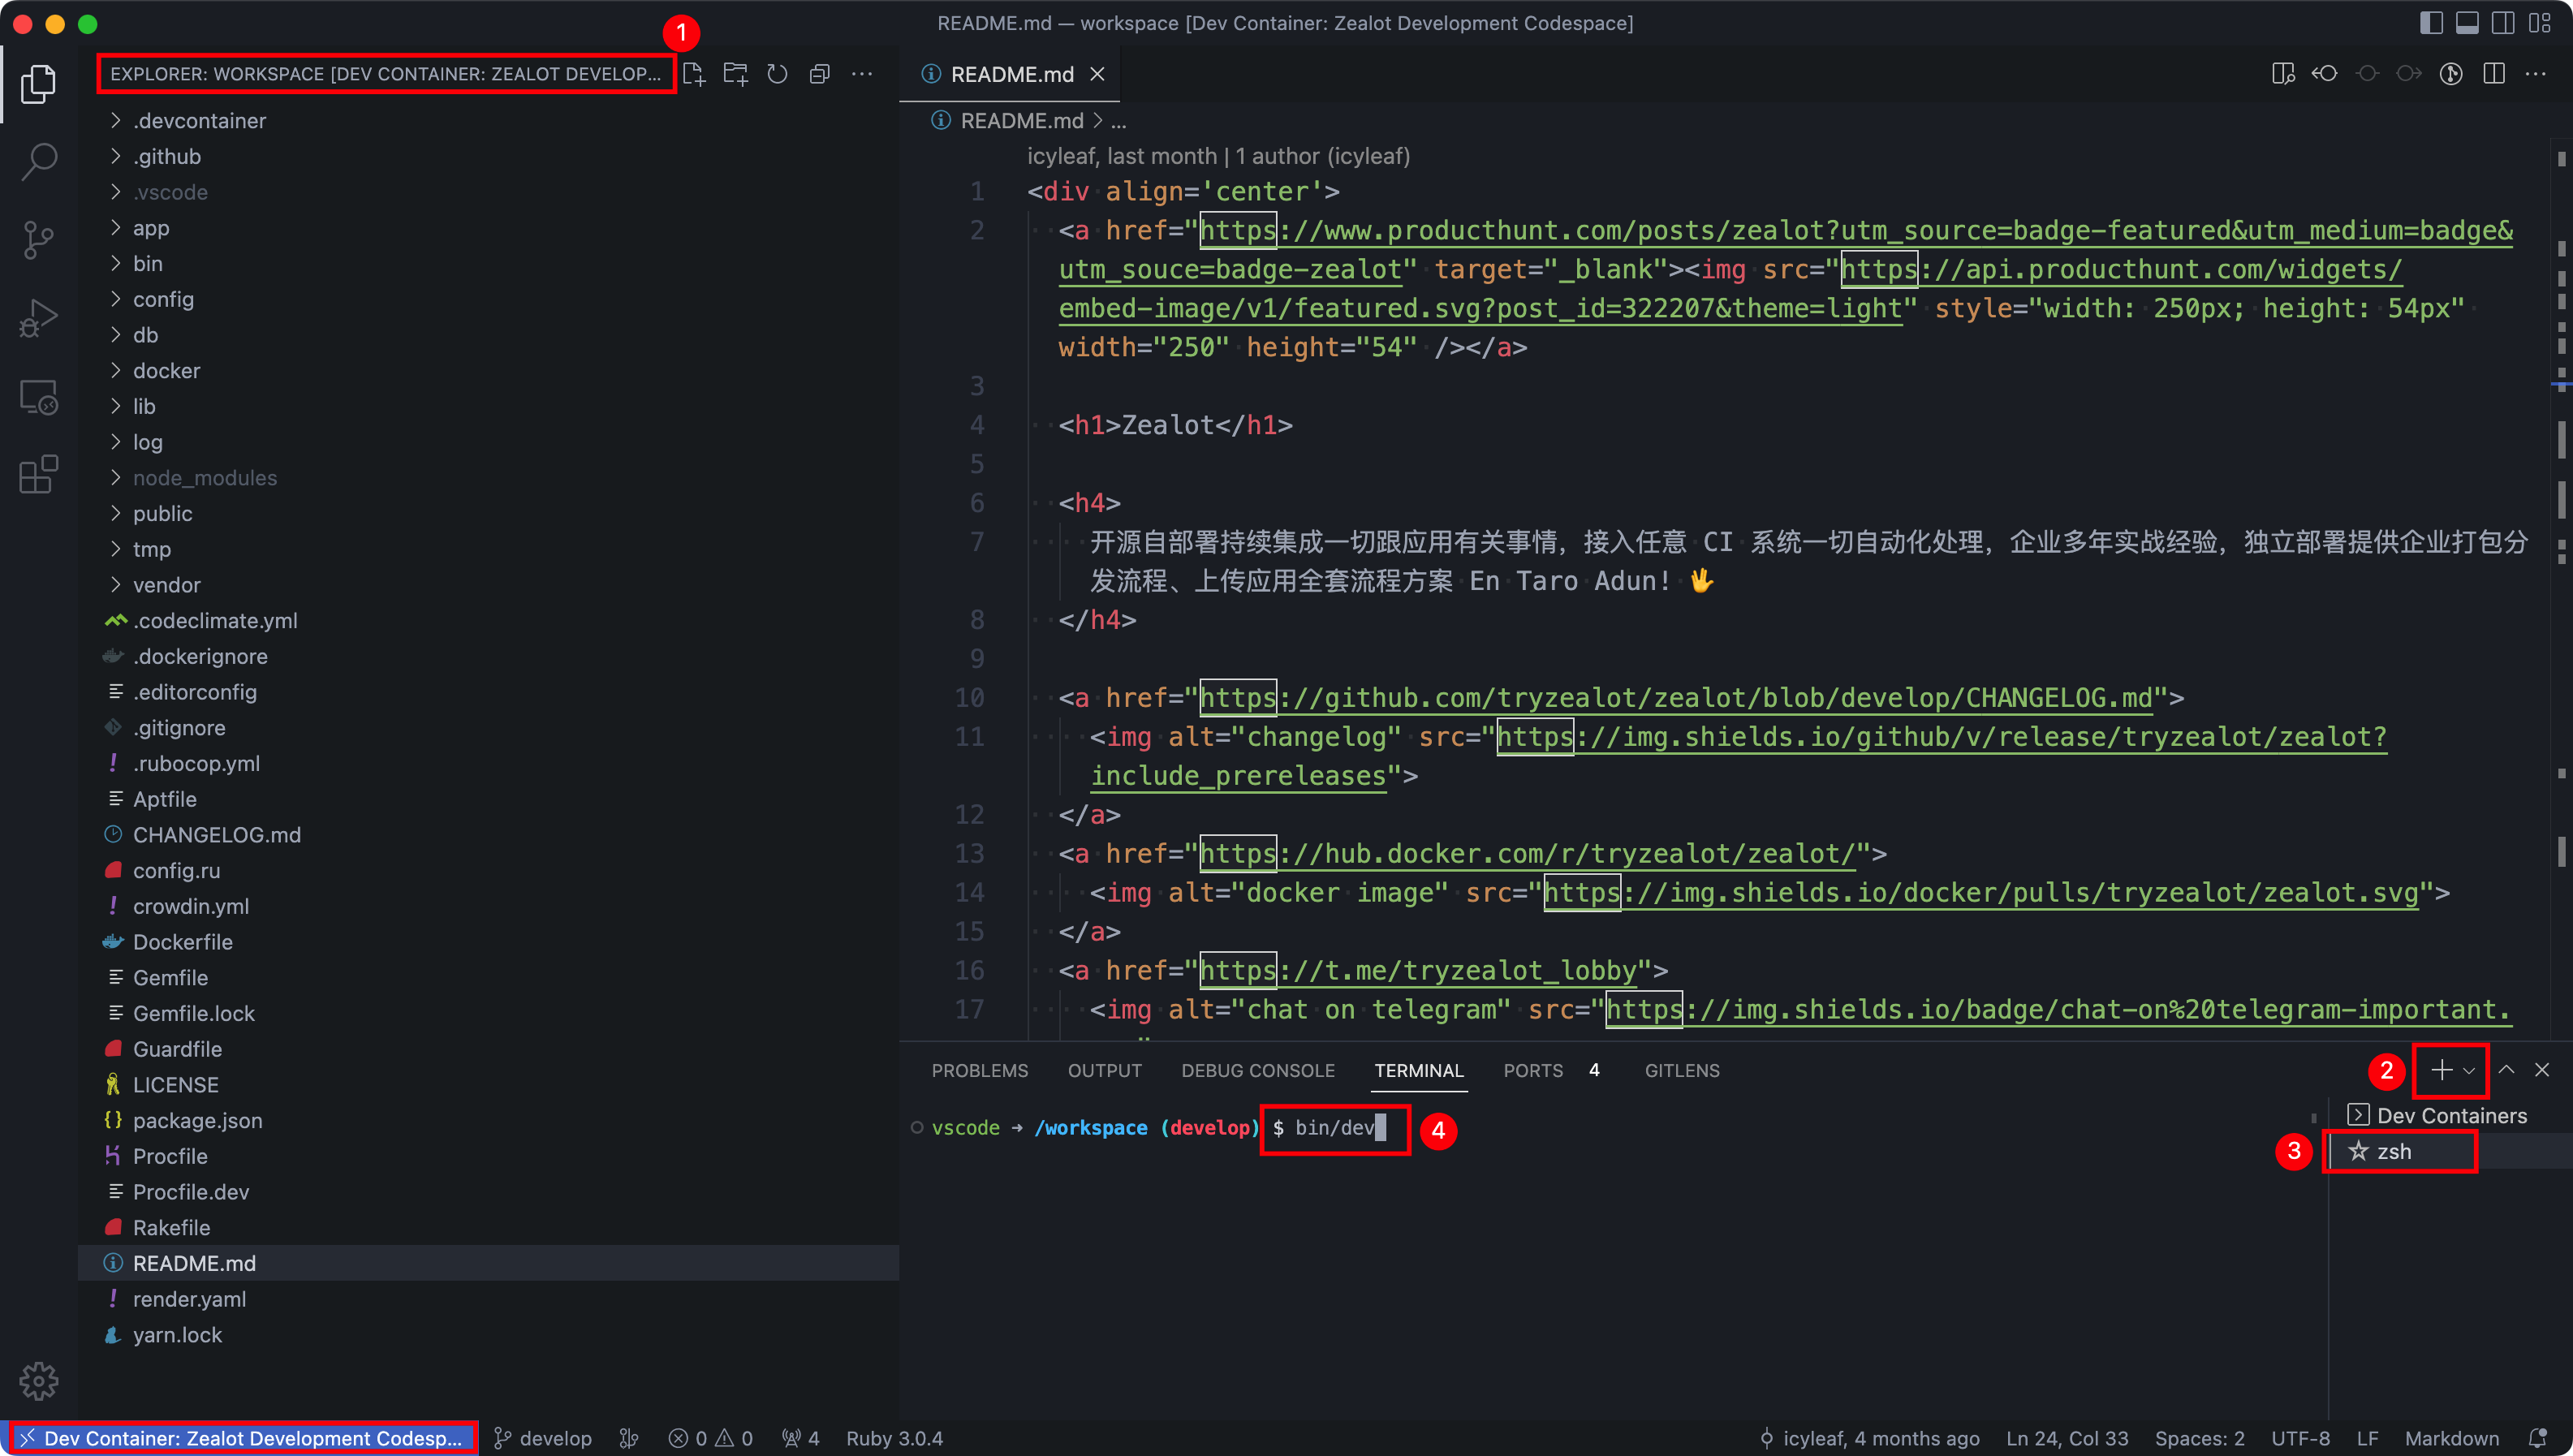 README.md — workspace [Dev Container: Zealot Development Codespace]
1
EXPLORER: WORKSPACE [DEV CONTAINER: ZEALOT DEVELOP...
.devcontainer
.github
.vscode
app
bin
config
db
docker
lib
log
node_modules
public
tmp
vendor
.codeclimate.yml
.dockerignore
.editorconfig
.gitignore
.rubocop.yml
Aptfile
CHANGELOG.md
config.ru
crowdin.yml
Dockerfile
Gemfile
Gemfile.lock
Guardfile
LICENSE
package.json
Procfile
Procfile.dev
Rakefile
README.md
render.yaml
yarn.lock
README.md
README.md > ...
icyleaf, last month | 1 author (icyleaf)
1 <div align='center'>
2 <a href="https://www.producthunt.com/posts/zealot?utm_source=badge-featured&utm_medium=badge&
utm_souce=badge-zealot" target="_blank"><img src="https://api.producthunt.com/widgets/
embed-image/v1/featured.svg?post_id=322207&theme=light" style="width: 250px; height: 54px"
width="250" height="54" /></a>
3
4 <h1>Zealot</h1>
5
6 <h4>
7 开源自部署持续集成一切跟应用有关事情，接入任意 CI 系统一切自动化处理，企业多年实战经验，独立部署提供企业打包分
发流程、上传应用全套流程方案 En Taro Adun! 🖖
8 </h4>
9
10 <a href="https://github.com/tryzealot/zealot/blob/develop/CHANGELOG.md">
11 <img alt="changelog" src="https://img.shields.io/github/v/release/tryzealot/zealot?
include_prereleases">
12 </a>
13 <a href="https://hub.docker.com/r/tryzealot/zealot/">
14 <img alt="docker image" src="https://img.shields.io/docker/pulls/tryzealot/zealot.svg">
15 </a>
16 <a href="https://t.me/tryzealot_lobby">
17 <img alt="chat on telegram" src="https://img.shields.io/badge/chat-on%20telegram-important.
PROBLEMS OUTPUT DEBUG CONSOLE TERMINAL PORTS 4 GITLENS 2
vscode → /workspace (develop) $ bin/dev 4
Dev Containers
3 zsh
Dev Container: Zealot Development Codesp... develop 0 0 4 Ruby 3.0.4 icyleaf, 4 months ago Ln 24, Col 33 Spaces: 2 UTF-8 LF Markdown